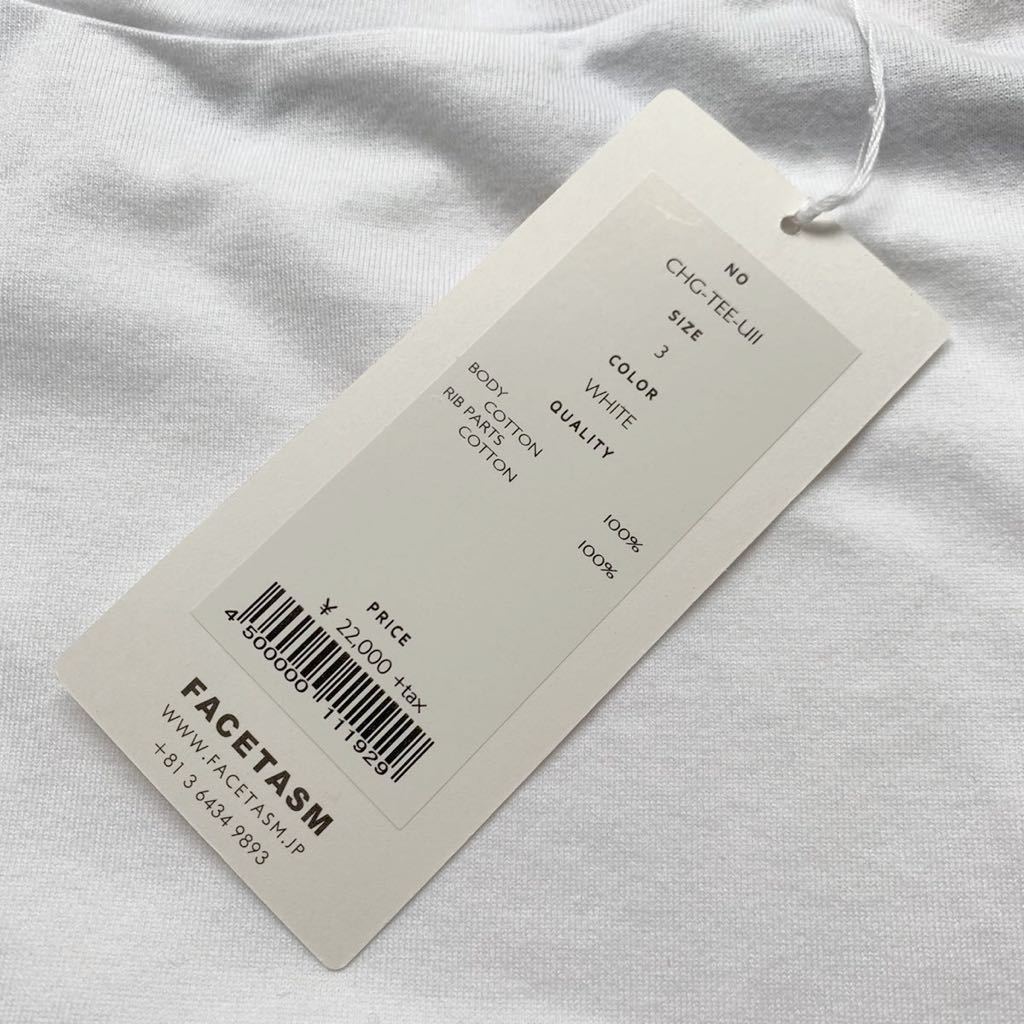 NO
CHG-TEE-U11
SIZE
3
COLOR
WHITE
QUALITY
BODY
COTTON 100%
RIB PARTS
COTTON 100%
PRICE
¥ 22,000 +tax
4 500000 111929
FACETASM
WWW.FACETASM.JP
+81 3 6434 9893